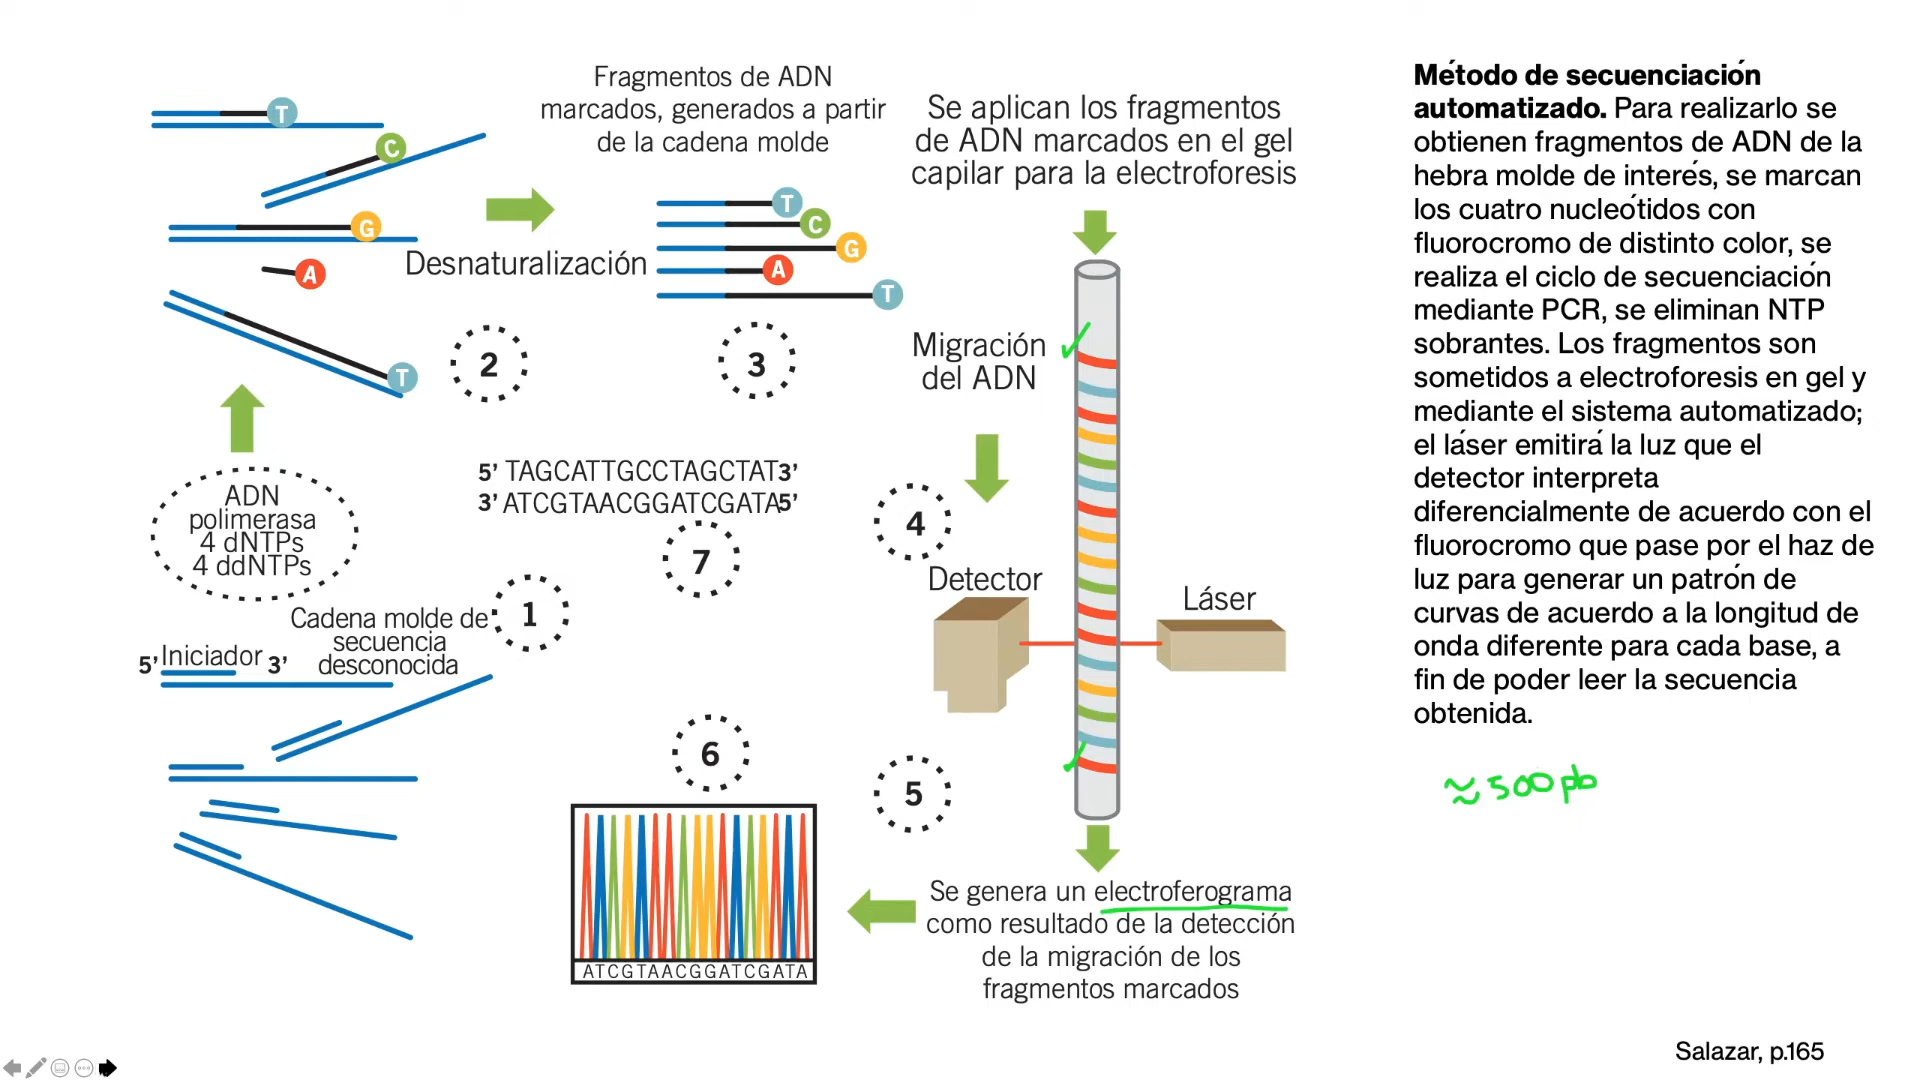 Fragmentos de ADN
marcados, generados a partir
de la cadena molde
T
C
G
A
T
Desnaturalización
T
C
G
A
T
2
3
Se aplican los fragmentos
de ADN marcados en el gel
capilar para la electroforesis
Migración
del ADN
ADN
polimerasa
4 dNTPs
4 ddNTPs
5’ TAGCATTGCCTAGCTAT3’
3’ ATCGTAACGGATCGATA5’
7
4
Detector
Láser
Cadena molde de
secuencia
desconocida
1
5’ Iniciador 3’
6
5
ATCGTAACGGATCGATA
Se genera un electroferograma
como resultado de la detección
de la migración de los
fragmentos marcados
Método de secuenciación
automatizado. Para realizarlo se
obtienen fragmentos de ADN de la
hebra molde de interés, se marcan
los cuatro nucleótidos con
fluorocromo de distinto color, se
realiza el ciclo de secuenciación
mediante PCR, se eliminan NTP
sobrantes. Los fragmentos son
sometidos a electroforesis en gel y
mediante el sistema automatizado;
el láser emitirá la luz que el
detector interpreta
diferencialmente de acuerdo con el
fluorocromo que pase por el haz de
luz para generar un patrón de
curvas de acuerdo a la longitud de
onda diferente para cada base, a
fin de poder leer la secuencia
obtenida.
≈ 500 pb
Salazar, p.165